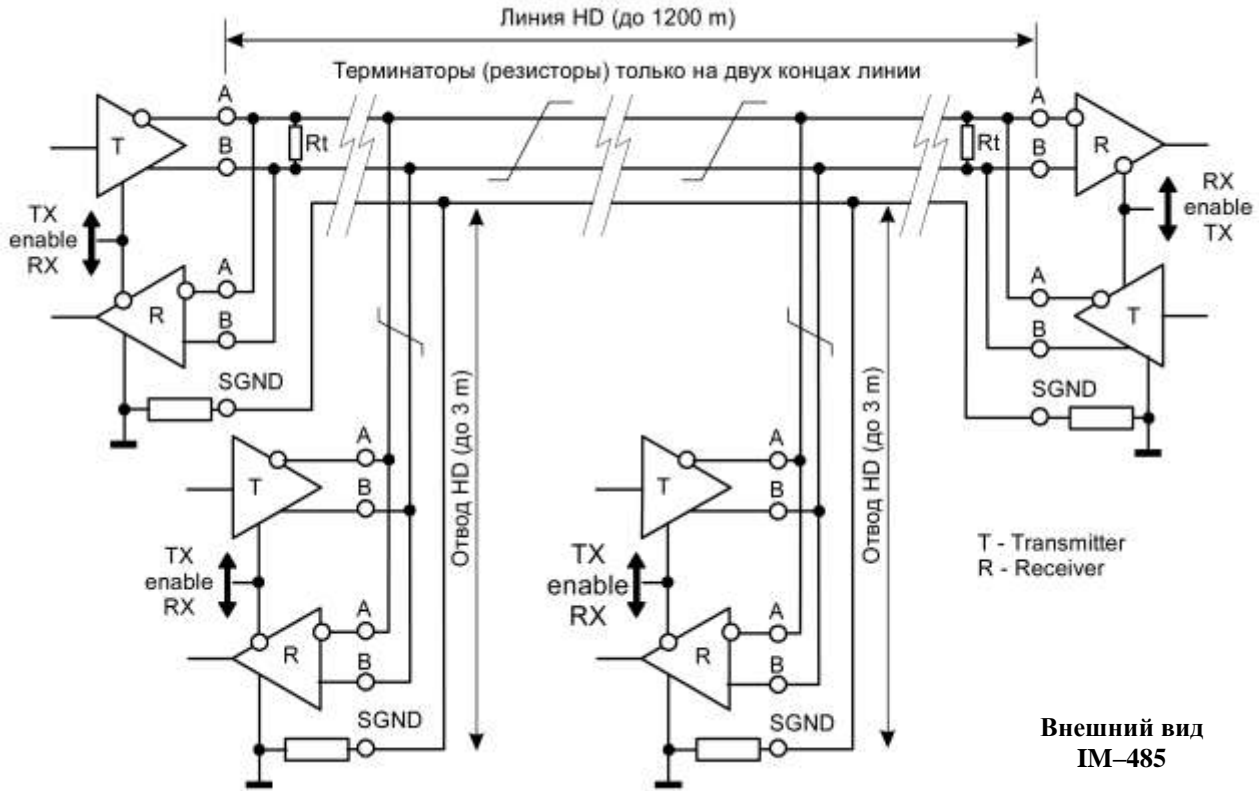 Линия HD (до 1200 m)
Терминаторы (резисторы) только на двух концах линии
A
A
T
B
Rt
Rt
B
R
TX
enable
RX
RX
enable
TX
A
A
R
B
B
T
SGND
SGND
Отвод HD (до 3 m)
Отвод HD (до 3 m)
A
A
T
B
T
B
T - Transmitter
R - Receiver
TX
enable
RX
TX
enable
RX
A
A
R
B
R
B
SGND
SGND
Внешний вид
IM–485